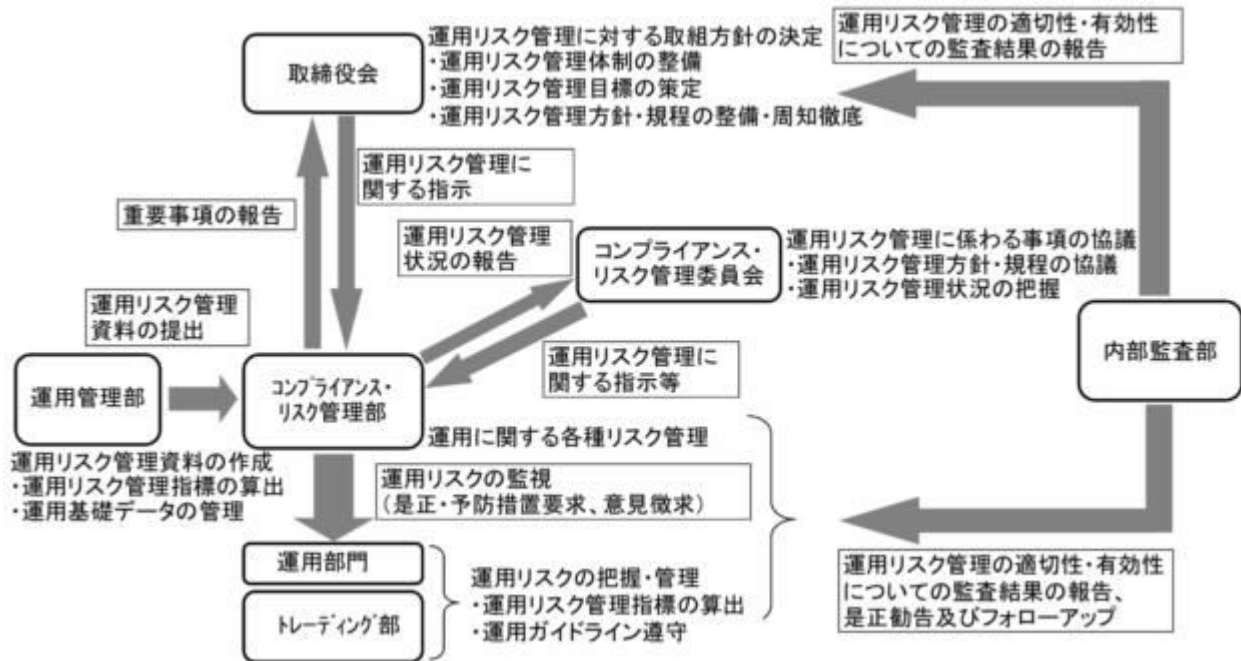 取締役会
運用リスク管理に対する取組方針の決定
・運用リスク管理体制の整備
・運用リスク管理目標の策定
・運用リスク管理方針・規程の整備・周知徹底
運用リスク管理の適切性・有効性
についての監査結果の報告
運用リスク管理に
関する指示
重要事項の報告
運用リスク管理
状況の報告
コンプライアンス・
リスク管理委員会
運用リスク管理に係わる事項の協議
・運用リスク管理方針・規程の協議
・運用リスク管理状況の把握
運用リスク管理
資料の提出
内部監査部
運用リスク管理に
関する指示等
運用管理部
コンプライアンス・
リスク管理部
運用に関する各種リスク管理
運用リスク管理資料の作成
・運用リスク管理指標の算出
・運用基礎データの管理
運用リスクの監視
(是正・予防措置要求、意見徴求)
運用部門
トレーディング部
運用リスクの把握・管理
・運用リスク管理指標の算出
・運用ガイドライン遵守
運用リスク管理の適切性・有効性
についての監査結果の報告、
是正勧告及びフォローアップ